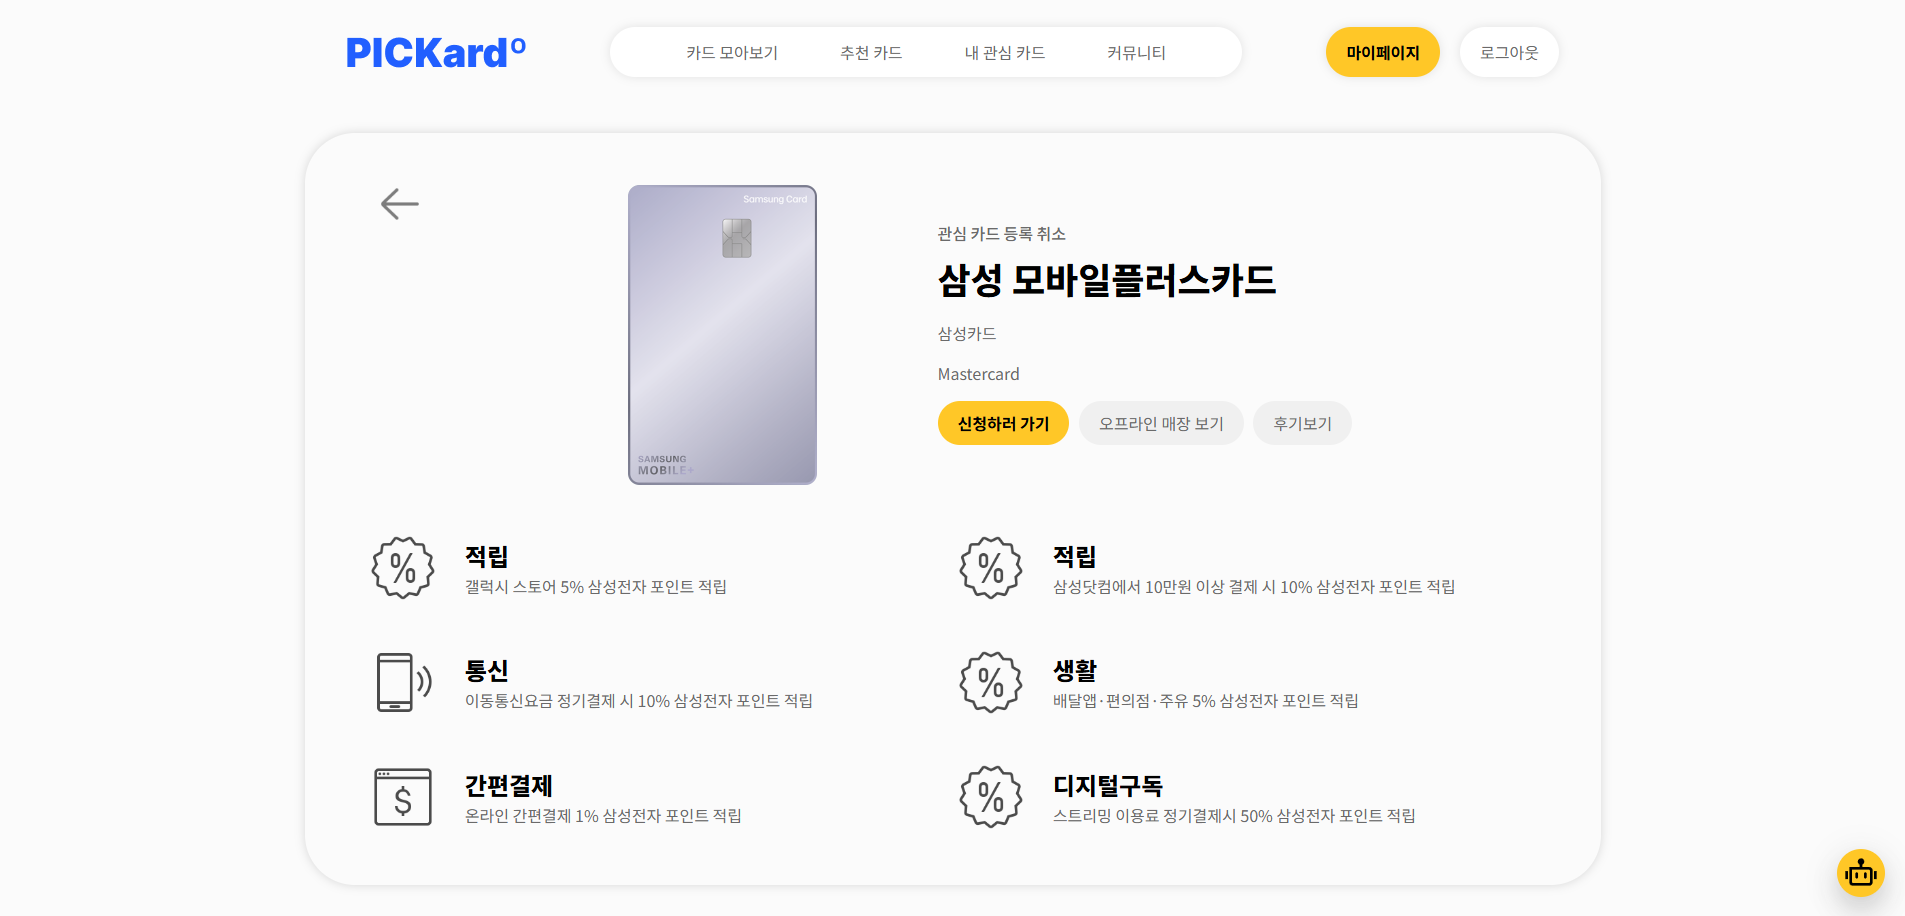 PICKardO
카드 모아보기
추천 카드
내 관심 카드
커뮤니티
마이페이지
로그아웃
Samsung Card
SAMSUNG
MOBILE+
관심 카드 등록 취소
삼성 모바일플러스카드
삼성카드
Mastercard
신청하러 가기
오프라인 매장 보기
후기보기
%
적립
갤럭시 스토어 5% 삼성전자 포인트 적립
%
적립
삼성닷컴에서 10만원 이상 결제 시 10% 삼성전자 포인트 적립
통신
이동통신요금 정기결제 시 10% 삼성전자 포인트 적립
%
생활
배달앱·편의점·주유 5% 삼성전자 포인트 적립
$
간편결제
온라인 간편결제 1% 삼성전자 포인트 적립
%
디지털구독
스트리밍 이용료 정기결제시 50% 삼성전자 포인트 적립